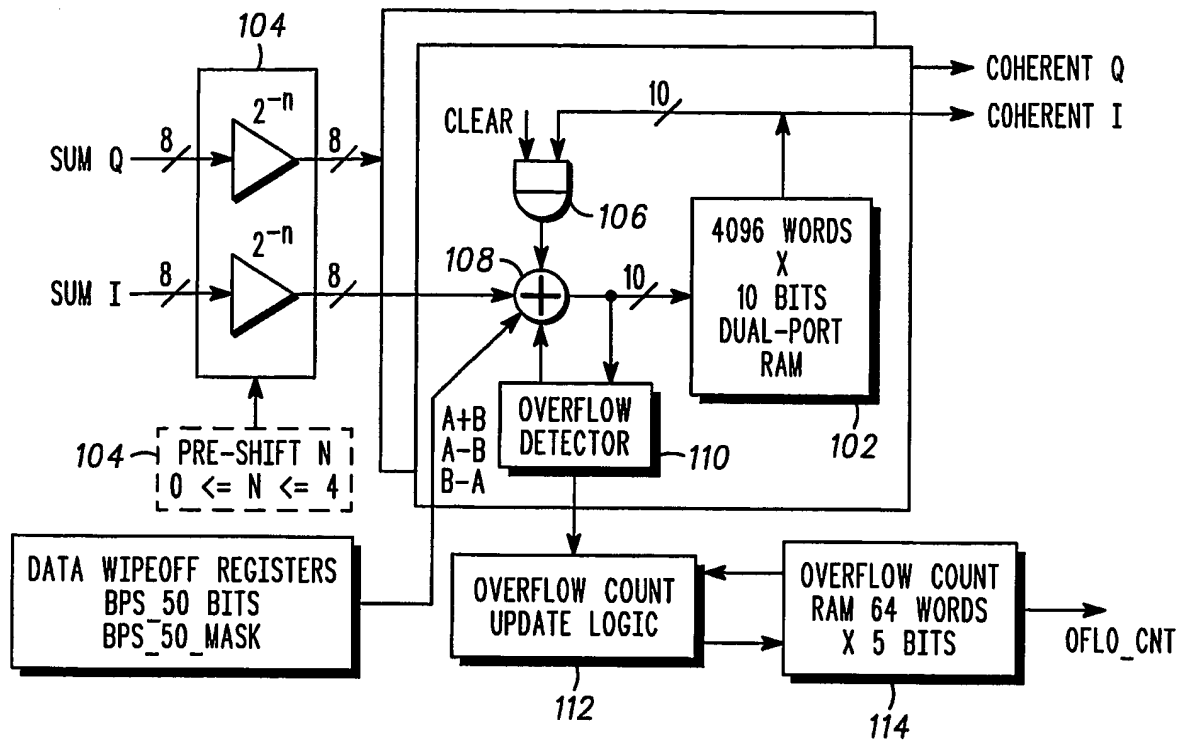 104
2-n
8
8
SUM Q
2-n
8
8
SUM I
104
PRE-SHIFT N
0 <= N <= 4
COHERENT Q
COHERENT I
10
CLEAR
106
108
10
4096 WORDS
X
10 BITS
DUAL-PORT
RAM
102
A+B
A-B
B-A
OVERFLOW
DETECTOR
110
DATA WIPEOFF REGISTERS
BPS_50 BITS
BPS_50_MASK
OVERFLOW COUNT
UPDATE LOGIC
112
OVERFLOW COUNT
RAM 64 WORDS
X 5 BITS
114
OFLO_CNT